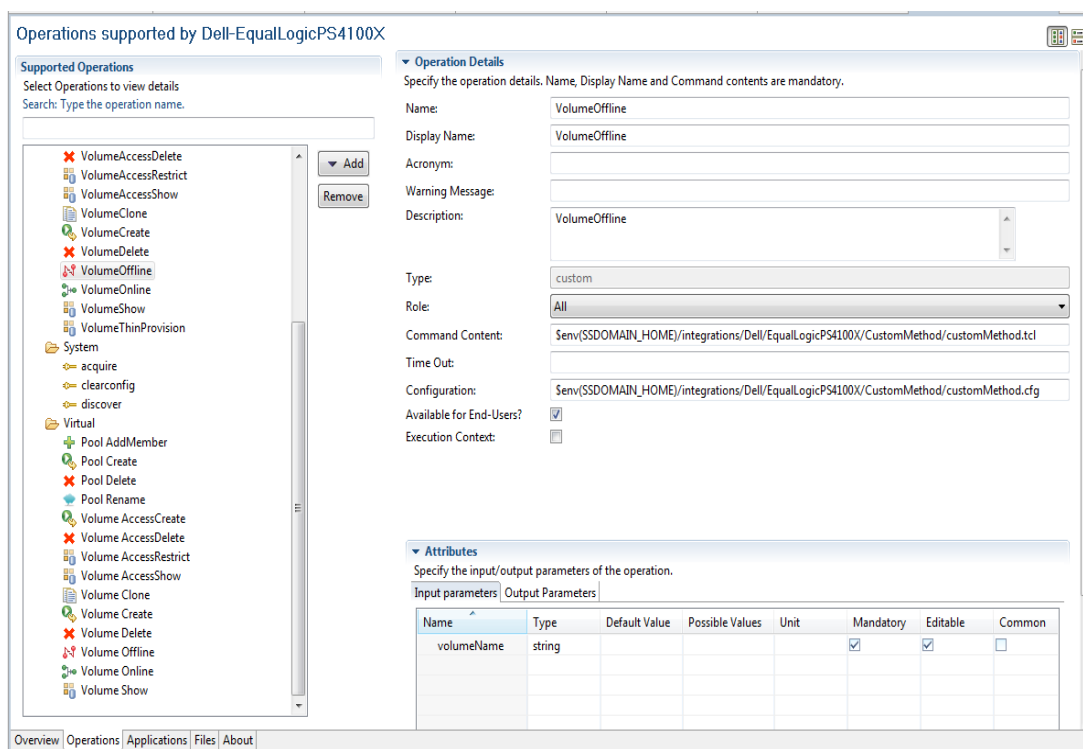 Operations supported by Dell-EqualLogicPS4100X
Supported Operations
Select Operations to view details
Search: Type the operation name.
VolumeAccessDelete
VolumeAccessRestrict
VolumeAccessShow
VolumeClone
VolumeCreate
VolumeDelete
VolumeOffline
VolumeOnline
VolumeShow
VolumeThinProvision
System
acquire
clearconfig
discover
Virtual
Pool AddMember
Pool Create
Pool Delete
Pool Rename
Volume AccessCreate
Volume AccessDelete
Volume AccessRestrict
Volume AccessShow
Volume Clone
Volume Create
Volume Delete
Volume Offline
Volume Online
Volume Show
Add
Remove
Operation Details
Specify the operation details. Name, Display Name and Command contents are mandatory.
Name: VolumeOffline
Display Name: VolumeOffline
Acronym:
Warning Message:
Description: VolumeOffline
Type: custom
Role: All
Command Content: $env(SSDOMAIN_HOME)/integrations/Dell/EqualLogicPS4100X/CustomMethod/customMethod.tcl
Time Out:
Configuration: $env(SSDOMAIN_HOME)/integrations/Dell/EqualLogicPS4100X/CustomMethod/customMethod.cfg
Available for End-Users?
Execution Context:
Attributes
Specify the input/output parameters of the operation.
Input parameters Output Parameters
Name Type Default Value Possible Values Unit Mandatory Editable Common
volumeName string
Overview Operations Applications Files About